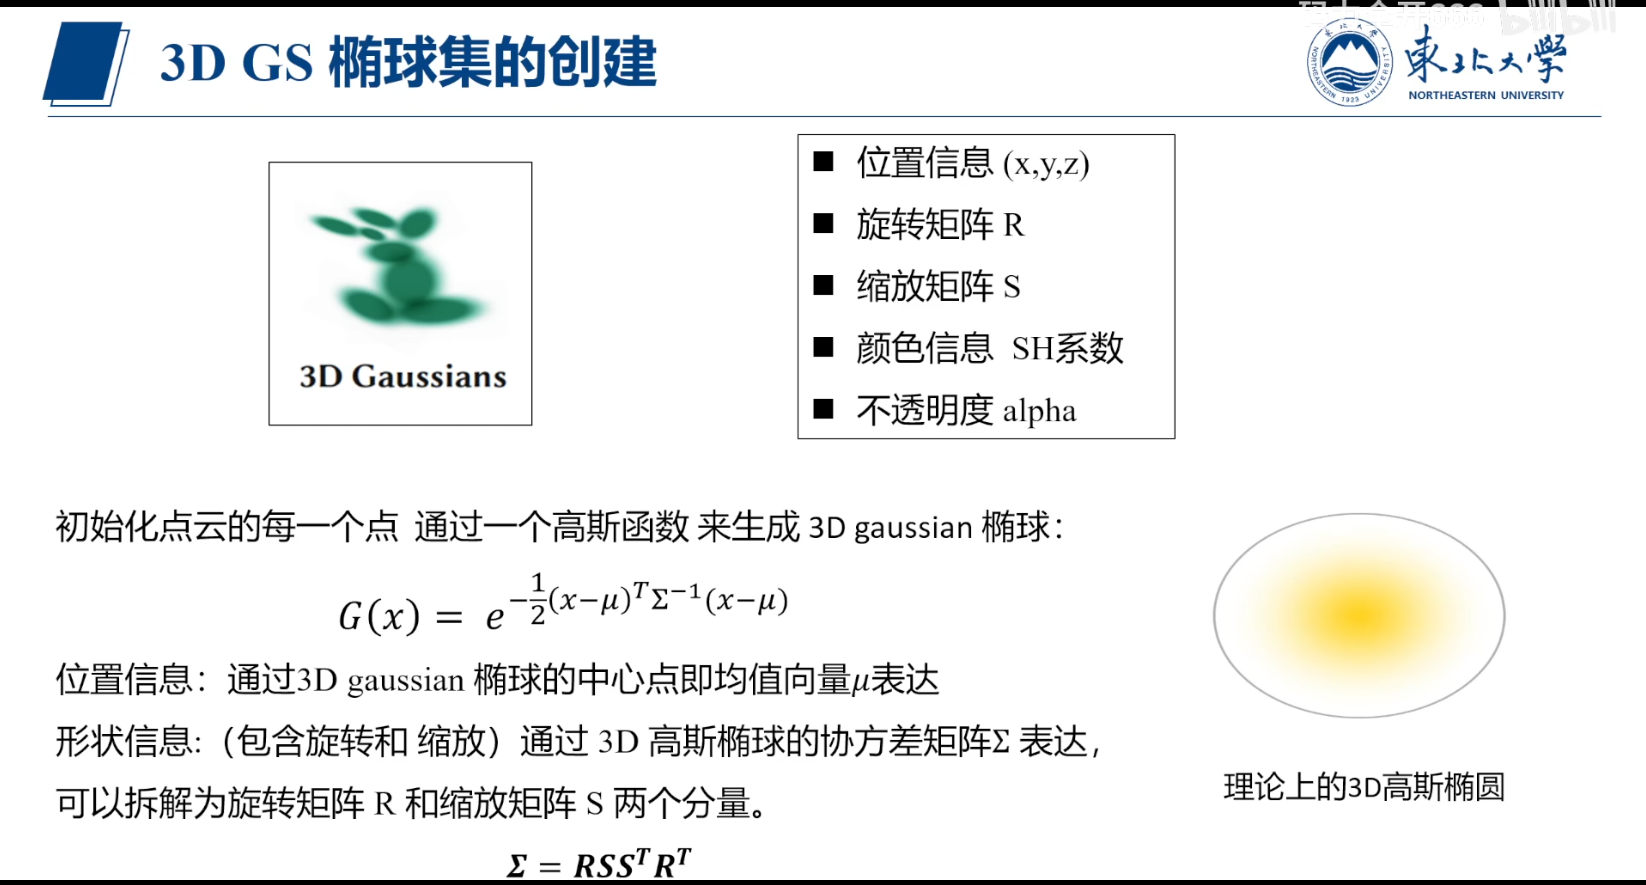 3D GS 椭球集的创建
bilibili
東北大學
NORTHEASTERN UNIVERSITY
NORTHEASTERN UNIVERSITY
1923
3D Gaussians
■ 位置信息 (x,y,z)
■ 旋转矩阵 R
■ 缩放矩阵 S
■ 颜色信息 SH系数
■ 不透明度 alpha
初始化点云的每一个点 通过一个高斯函数 来生成 3D gaussian 椭球：
G(x) = e^{-\frac{1}{2}(x-μ)^T Σ^{-1}(x-μ)}
位置信息：通过3D gaussian 椭球的中心点即均值向量μ表达
形状信息:（包含旋转和 缩放）通过 3D 高斯椭球的协方差矩阵Σ 表达，
可以拆解为旋转矩阵 R 和缩放矩阵 S 两个分量。
Σ = RSS^T R^T
理论上的3D高斯椭圆